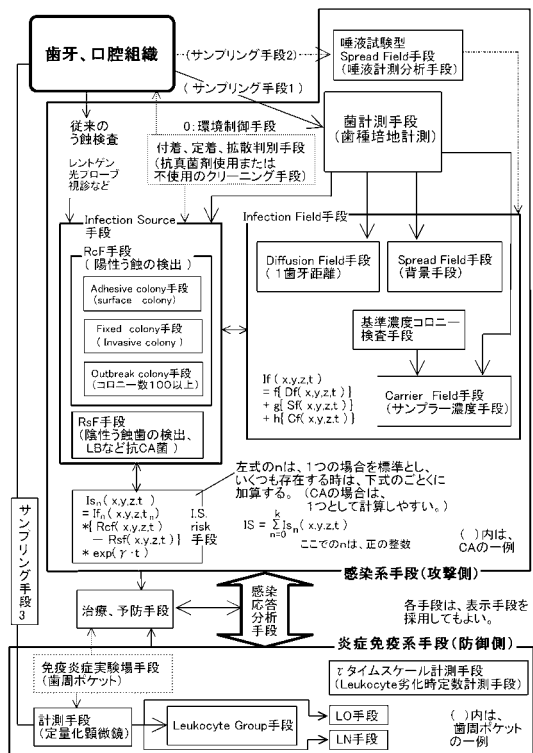 歯牙、口腔組織
(サンプリング手段2)
(サンプリング手段1)
唾液試験型
Spread Field手段
(唾液計測分析手段)
従来の
う蝕検査
0:環境制御手段
菌計測手段
(歯種培地計測)
付着、定着、拡散判別手段
(抗真菌剤使用または
不使用のクリーニング手段)
レントゲン
光プローブ
視診など
Infection Source
手段
Infection Field手段
RcF手段
(陽性う蝕の検出)
Adhesive colony手段
(surface colony)
Fixed colony手段
(Invasive colony)
Outbreak colony手段
(コロニー数100以上)
RsF手段
(陰性う蝕歯の検出、
LSなど抗CA菌)
Diffusion Field手段
(1歯牙距離)
Spread Field手段
(背景手段)
基準濃度コロニー
検査手段
Carrier Field手段
(サンプラー濃度手段)
If(x,y,z,t)
= f{Df(x,y,z,t)}
+ g{Sf(x,y,z,t)}
+ h{Cf(x,y,z,t)}
Isn(x,y,z,t)
= Ifn(x,y,z,tn)
*{Rcf(x,y,z,t)
− Rsf(x,y,z,t)}
* exp(γ・t)
I.S.
risk
手段
左式のnは、1つの場合を標準とし、
いくつも存在する時は、下式のごとくに
加算する。(CAの場合は、
1つとして計算しやすい。)
IS = k Σ n=0 Isn(x,y,z,t)
ここでのnは、正の整数
( )内は、
CAの一例
感染系手段(攻撃側)
サンプリング手段3
治療、予防手段
感染
応答
分析
手段
各手段は、表示手段を
採用してもよい。
炎症免疫系手段(防御側)
免疫炎症実験場手段
(歯周ポケット)
τタイムスケール計測手段
(Leukocyte劣化時定数計測手段)
計測手段
(定量化顕微鏡)
Leukocyte Group手段
LO手段
LN手段
( )内は、
歯周ポケット
の一例